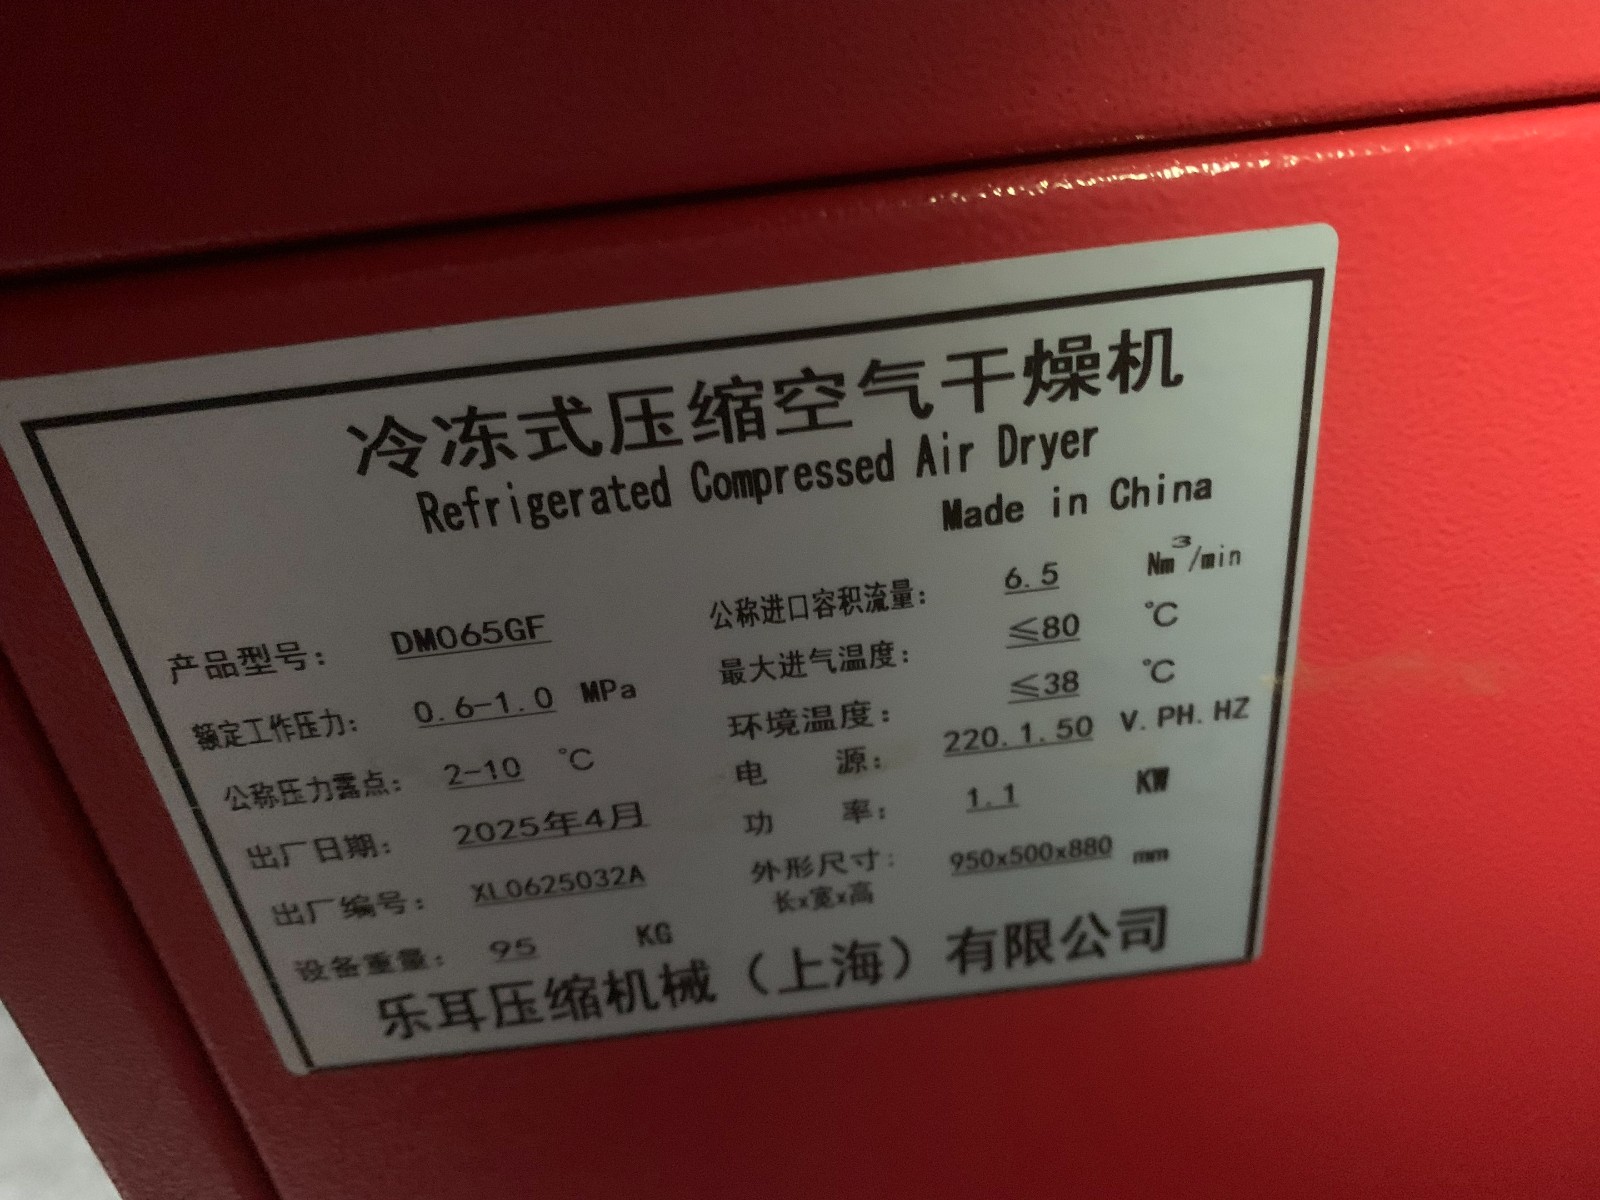 冷冻式压缩空气干燥机
Refrigerated Compressed Air Dryer
Made in China
产品型号: DM065GF
额定工作压力: 0.6-1.0 MPa
公称压力露点: 2-10 ℃
出厂日期: 2025年4月
出厂编号: XL0625032A
设备重量: 95 KG
公称进口容积流量: 6.5 Nm³/min
最大进气温度: ≤80 ℃
环境温度: ≤38 ℃
电 源: 220.1.50 V.PH.HZ
功 率: 1.1 KW
外形尺寸: 950x500x880 mm
长x宽x高
乐耳压缩机械（上海）有限公司